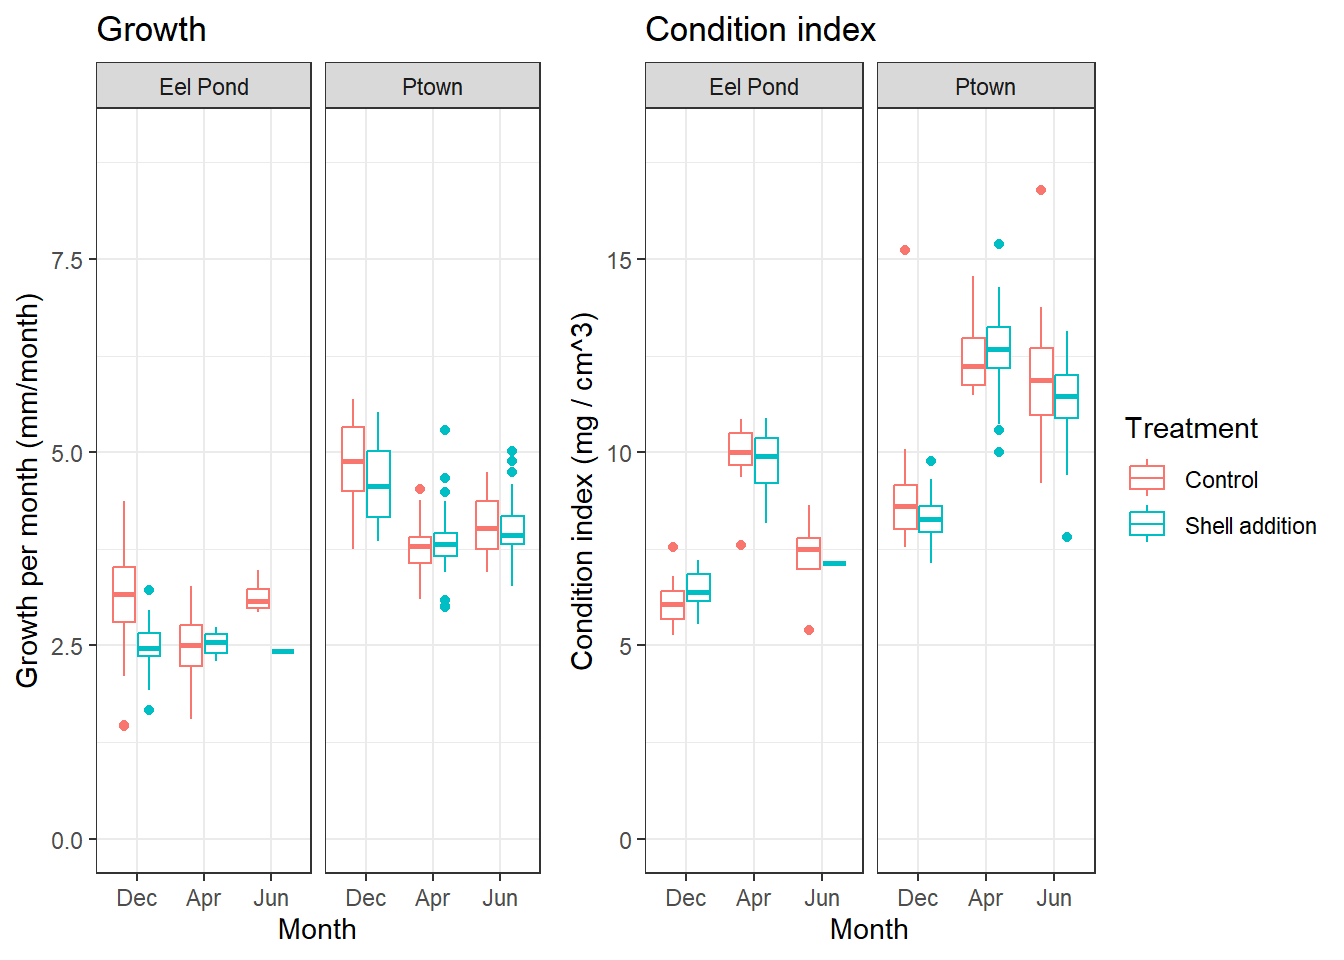 Growth
Eel Pond
Ptown
Growth per month (mm/month)
7.5
5.0
2.5
0.0
Dec
Apr
Jun
Dec
Apr
Jun
Month
Condition index
Eel Pond
Ptown
Condition index (mg / cm^3)
15
10
5
0
Dec
Apr
Jun
Dec
Apr
Jun
Month
Treatment
Control
Shell addition